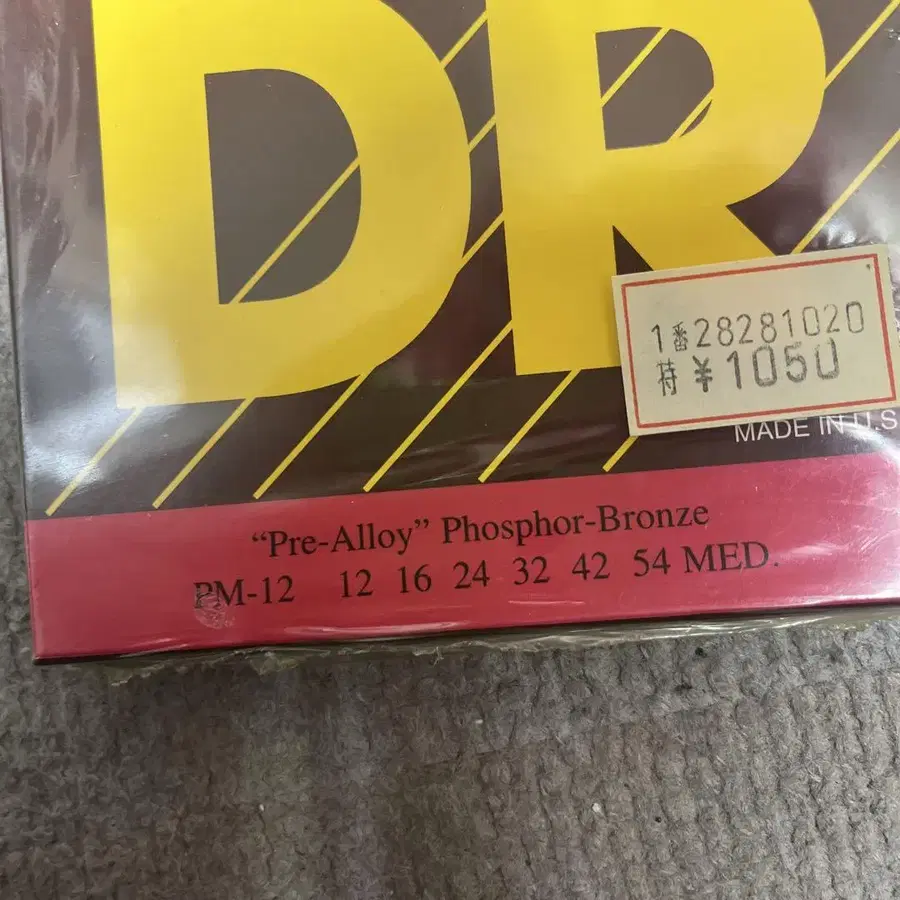 DR
1番28281020
特 ¥1050
MADE IN U.S
“Pre-Alloy” Phosphor-Bronze
PM-12 12 16 24 32 42 54 MED.